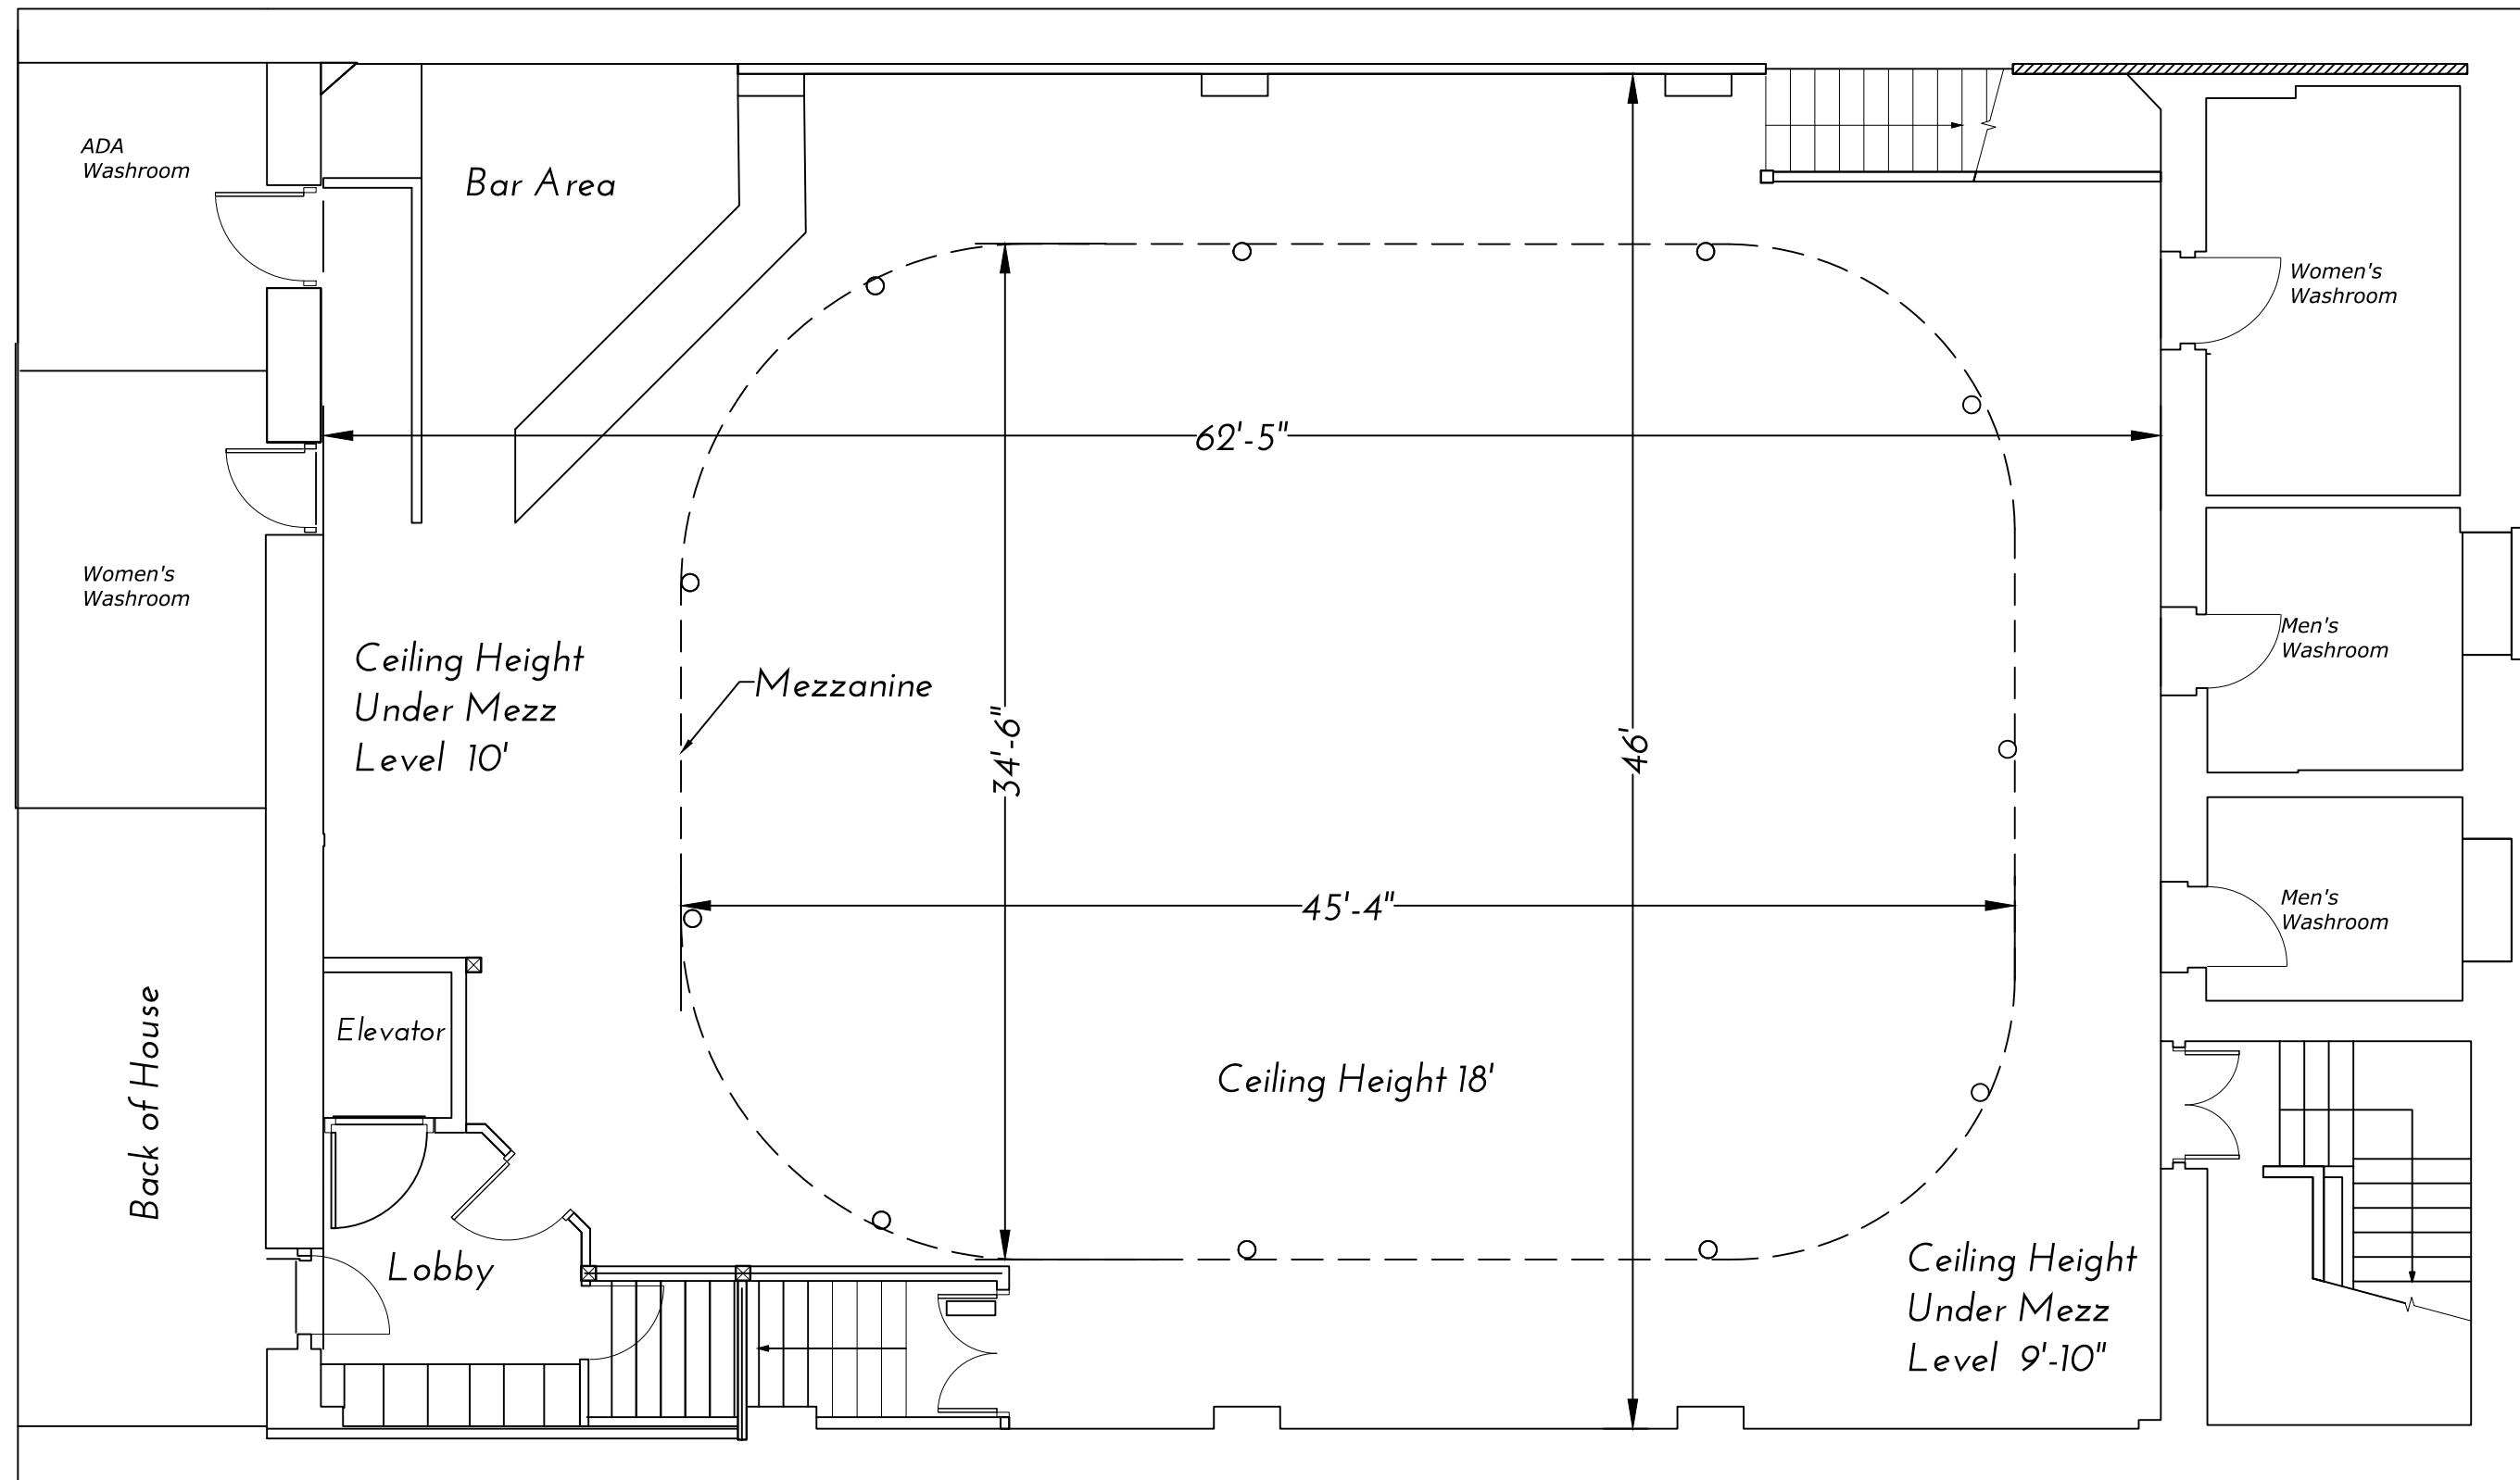 ADA
Washroom
Bar Area
Women's
Washroom
62'-5"
Women's
Washroom
Men's
Washroom
Ceiling Height
Under Mezz
Level 10'
Mezzanine
34'-6"
46'
45'-4"
Men's
Washroom
Back of House
Elevator
Ceiling Height 18'
Lobby
Ceiling Height
Under Mezz
Level 9'-10"